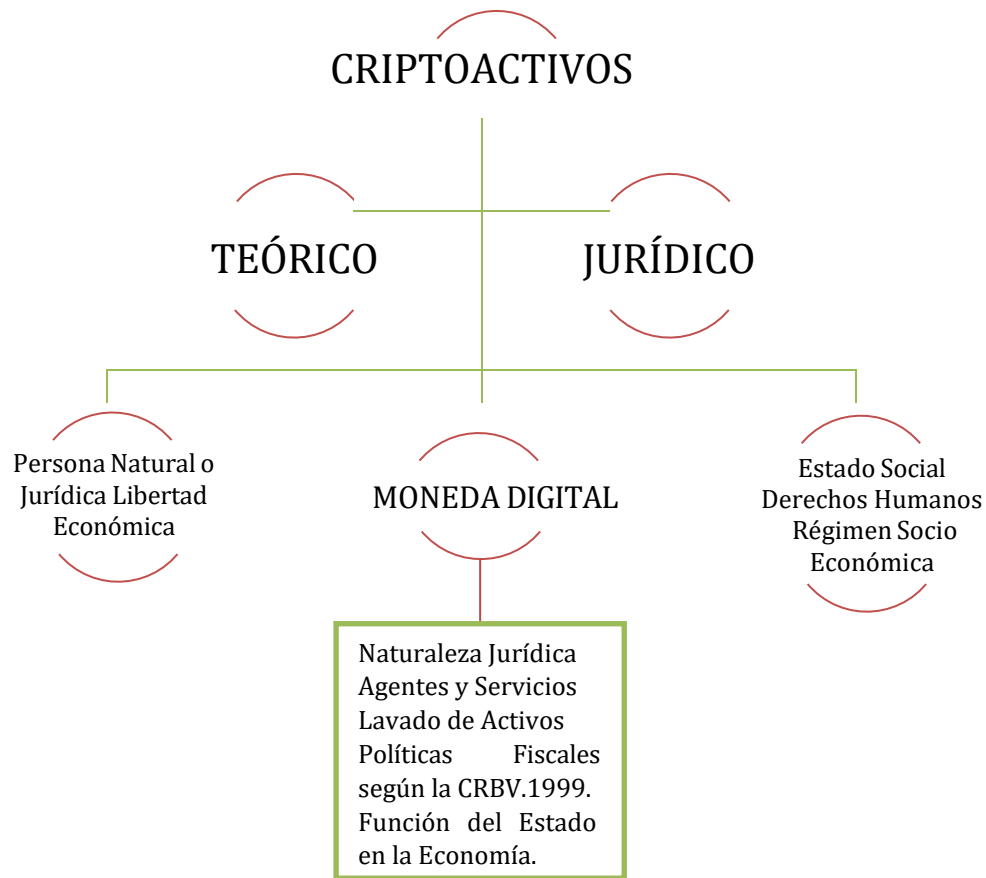 CRIPTOACTIVOS
TEÓRICO
JURÍDICO
Persona Natural o
Jurídica Libertad
Económica
MONEDA DIGITAL
Estado Social
Derechos Humanos
Régimen Socio
Económica
Naturaleza Jurídica
Agentes y Servicios
Lavado de Activos
Políticas Fiscales
según la CRBV.1999.
Función del Estado
en la Economía.